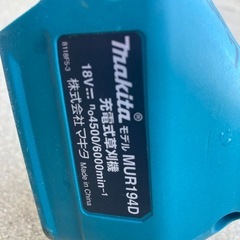 makita
モデル MUR194D
充電式草刈機
18V⎓ n₀4500/6000min⁻¹
株式会社 マキタ
Made in China
8118F5-3